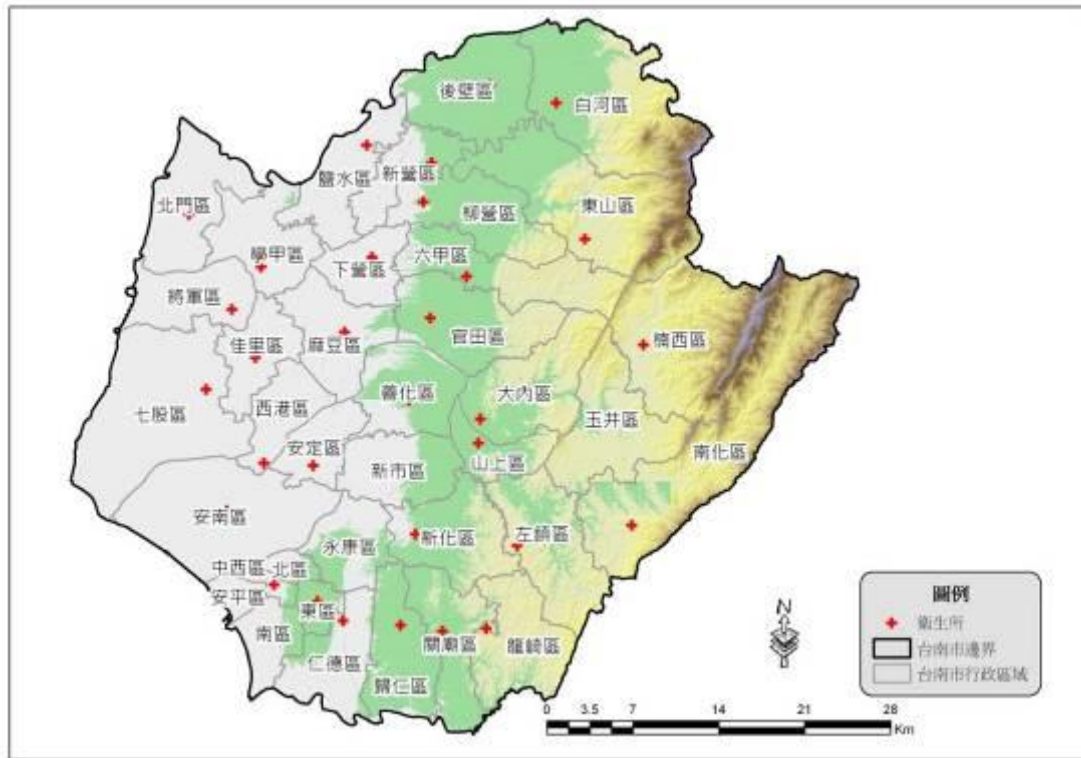 後壁區
白河區
鹽水區
新營區
北門區
柳營區
東山區
學甲區
下營區
六甲區
將軍區
佳里區
麻豆區
官田區
楠西區
七股區
西港區
善化區
大內區
玉井區
安定區
新市區
山上區
南化區
安南區
永康區
新化區
左鎮區
中西區
北區
安平區
東區
南區
仁德區
關廟區
龍崎區
歸仁區
N
圖例
衛生所
台南市邊界
台南市行政區域
0 3.5 7 14 21 28
Km